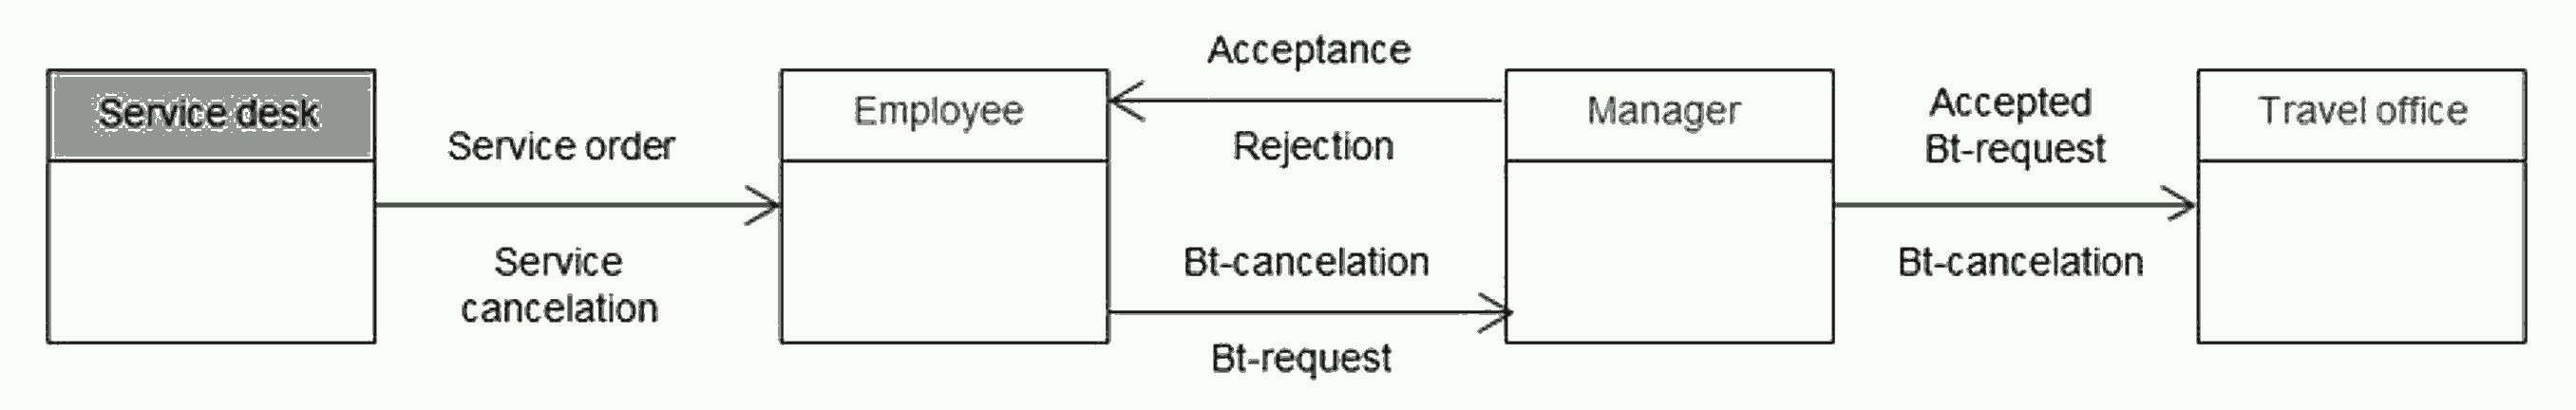 Service desk
Service order
Service
cancelation
Employee
Acceptance
Rejection
Bt-cancelation
Bt-request
Manager
Accepted
Bt-request
Bt-cancelation
Travel office